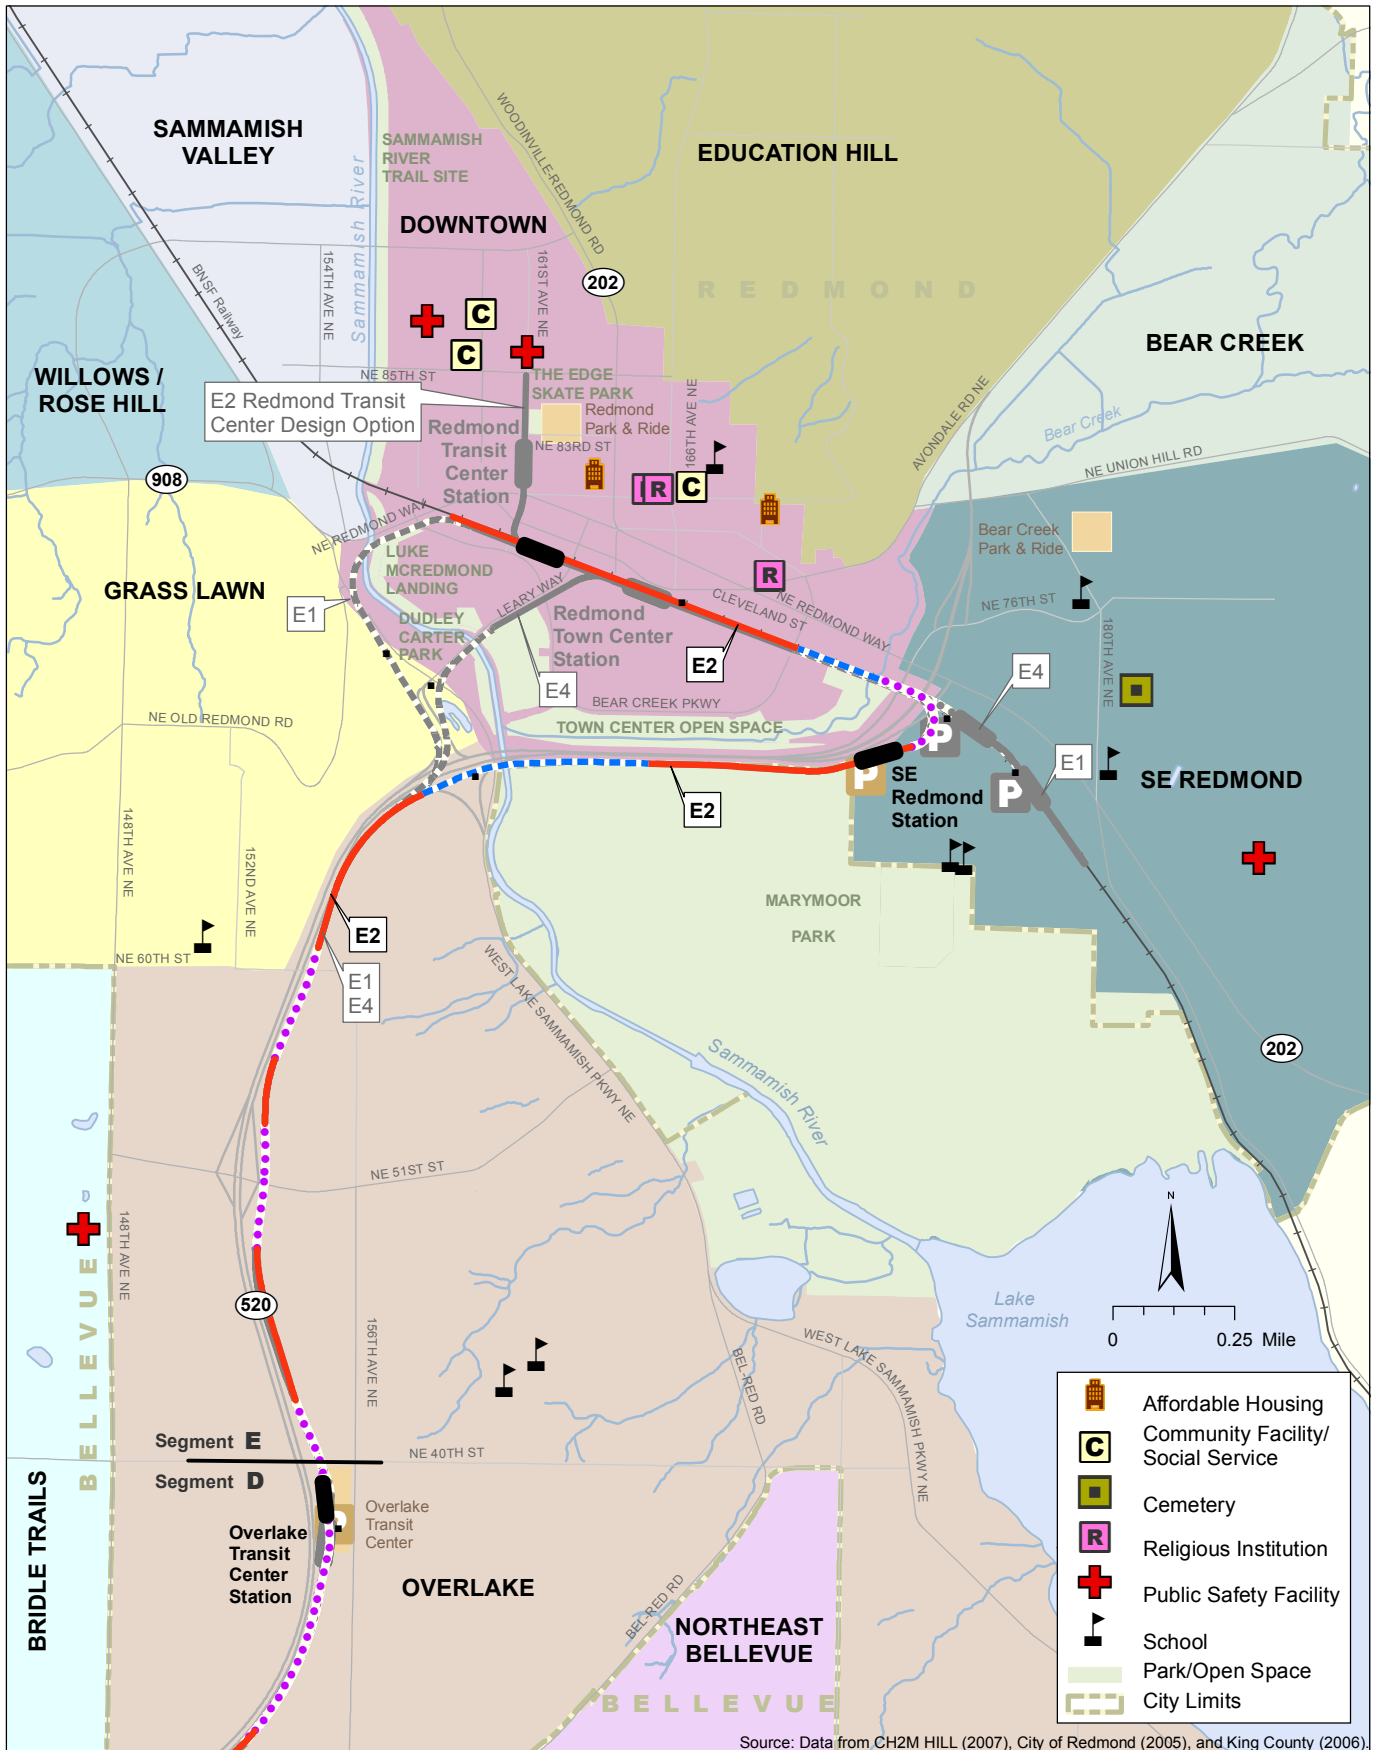 SAMMAMISH
VALLEY
SAMMAMISH
RIVER
TRAIL SITE
EDUCATION HILL
WOODINVILLE-REDMOND RD
DOWNTOWN
Sammamish River
154TH AVE NE
161ST AVE NE
BNSF Railway
202
REDMOND
BEAR CREEK
WILLOWS /
ROSE HILL
C
C
NE 85TH ST
THE EDGE
SKATE PARK
E2 Redmond Transit
Center Design Option
Redmond
Park & Ride
166TH AVE NE
AVONDALE RD NE
Bear Creek
Redmond
Transit
Center
Station
NE 83RD ST
NE UNION HILL RD
908
R
C
NE REDMOND WAY
Bear Creek
Park & Ride
LUKE
MCREDMOND
LANDING
GRASS LAWN
R
E1
LEARY WAY
CLEVELAND ST
NE REDMOND WAY
NE 76TH ST
180TH AVE NE
DUDLEY
CARTER
PARK
Redmond
Town Center
Station
E2
E4
E4
BEAR CREEK PKWY
NE OLD REDMOND RD
TOWN CENTER OPEN SPACE
P
E1
P
SE
Redmond
Station
P
SE REDMOND
E2
148TH AVE NE
152ND AVE NE
MARYMOOR
PARK
E2
NE 60TH ST
E1
E4
WEST LAKE SAMMAMISH PKWY NE
Sammamish River
202
NE 51ST ST
148TH AVE NE
BELLEVUE
N
520
Lake
Sammamish
0 0.25 Mile
156TH AVE NE
BEL-RED RD
WEST LAKE SAMMAMISH PKWY NE
Segment E
NE 40TH ST
Segment D
BRIDLE TRAILS
P
Overlake
Transit
Center
Overlake
Transit
Center
Station
OVERLAKE
BEL-RED RD
NORTHEAST
BELLEVUE
BELLEVUE
Affordable Housing
C
Community Facility/
Social Service
Cemetery
R
Religious Institution
Public Safety Facility
School
Park/Open Space
City Limits
Source: Data from CH2M HILL (2007), City of Redmond (2005), and King County (2006).